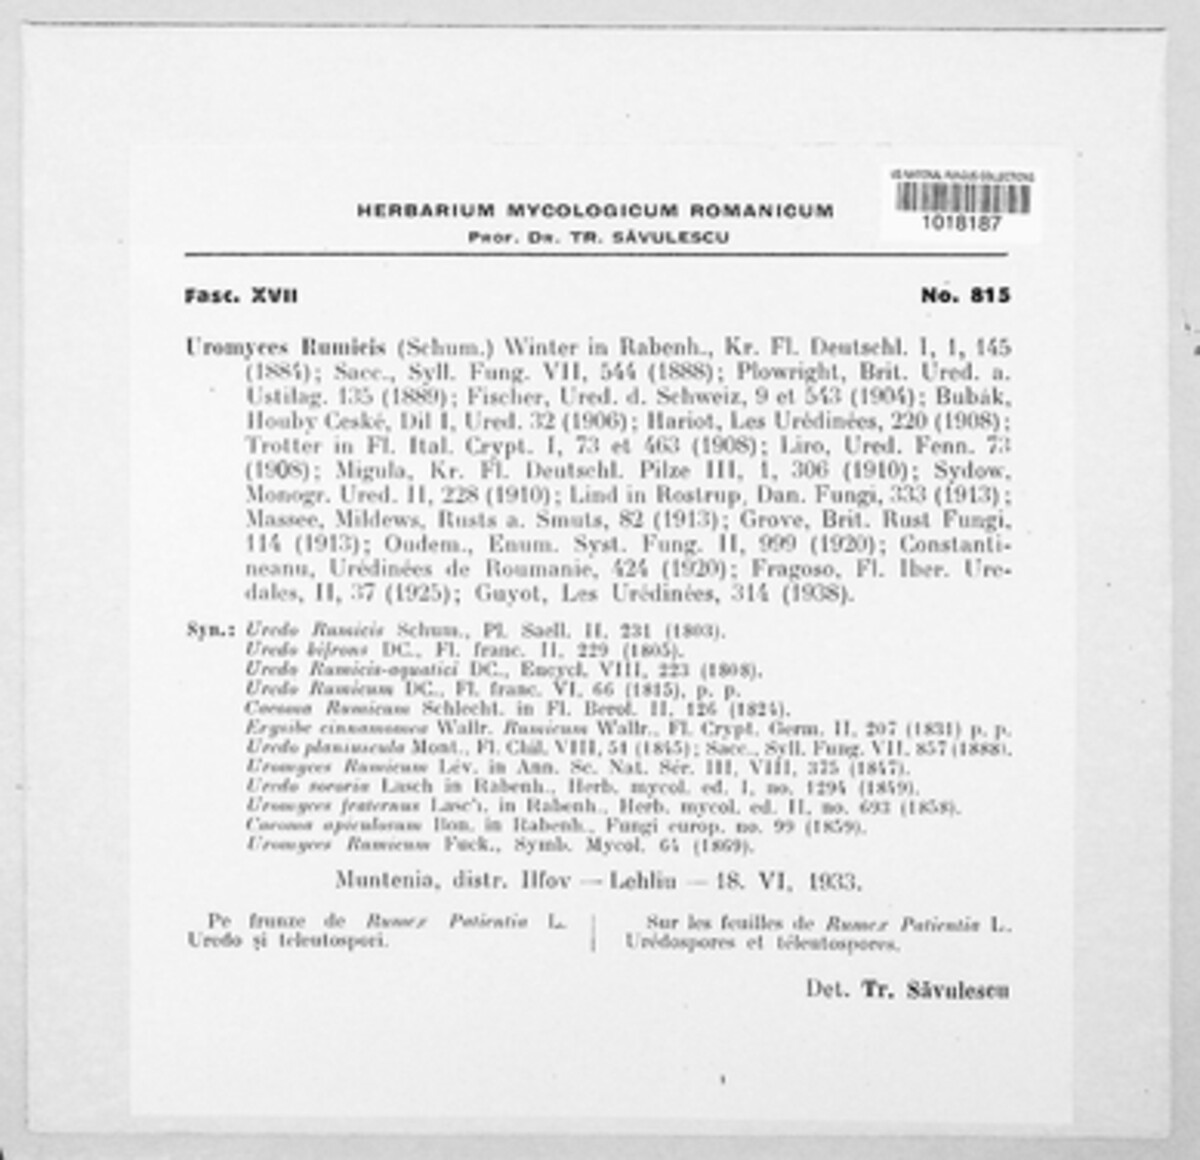 US NATIONAL FUNGUS COLLECTIONS
1018187
HERBARIUM MYCOLOGICUM ROMANICUM
PROF. DR. TR. SĂVULESCU
Fasc. XVII No. 815
Uromyces Rumicis (Schum.) Winter in Rabenh., Kr. Fl. Deutschl. I, 1, 145
(1884); Sacc., Syll. Fung. VII, 544 (1888); Plowright, Brit. Ured. a.
Ustilag. 135 (1889); Fischer, Ured. d. Schweiz, 9 et 543 (1904); Bubák,
Houby Ceské, Dil I, Ured. 32 (1906); Hariot, Les Urédinées, 220 (1908);
Trotter in Fl. Ital. Crypt. I, 73 et 463 (1908); Liro, Ured. Fenn. 73
(1908); Migula, Kr. Fl. Deutschl. Pilze III, 1, 306 (1910); Sydow,
Monogr. Ured. II, 228 (1910); Lind in Rostrup, Dan. Fungi, 333 (1913);
Massee, Mildews, Rusts a. Smuts, 82 (1913); Grove, Brit. Rust Fungi,
114 (1913); Oudem., Enum. Syst. Fung. II, 999 (1920); Constanti-
neanu, Urédinées de Roumanie, 424 (1920); Fragoso, Fl. Iber. Ure-
dales, II, 37 (1925); Guyot, Les Urédinées, 314 (1938).
Syn.: Uredo Rumicis Schum., Pl. Saell. II, 231 (1803).
Uredo bifrons DC., Fl. franc. II, 229 (1805).
Uredo Rumicis-aquatici DC., Encycl. VIII, 223 (1808).
Uredo Rumicum DC., Fl. franc. VI, 66 (1815), p. p.
Caeoma Rumicum Schlecht. in Fl. Berol. II, 126 (1824).
Erysibe cinnamomea Wallr. Rumicum Wallr., Fl. Crypt. Germ. II, 207 (1831) p. p.
Uredo planiuscula Mont., Fl. Chil. VIII, 51 (1845); Sacc., Syll. Fung. VII, 857 (1888).
Uromyces Rumicum Lév. in Ann. Sc. Nat. Sér. III, VIII, 375 (1847).
Uredo sororia Lasch in Rabenh., Herb. mycol. ed. I, no. 1294 (1849).
Uromyces fraternus Lasch. in Rabenh., Herb. mycol. ed. II, no. 693 (1858).
Caeoma apiculosum Bon. in Rabenh., Fungi europ. no. 99 (1859).
Uromyces Rumicum Fuck., Symb. Mycol. 64 (1869).
Muntenia, distr. Ilfov — Lehliu — 18. VI, 1933.
Pe frunze de Rumex Patientia L.
Uredo și teleutospori.
Sur les feuilles de Rumex Patientia L.
Urédospores et téleutospores.
Det. Tr. Săvulescu